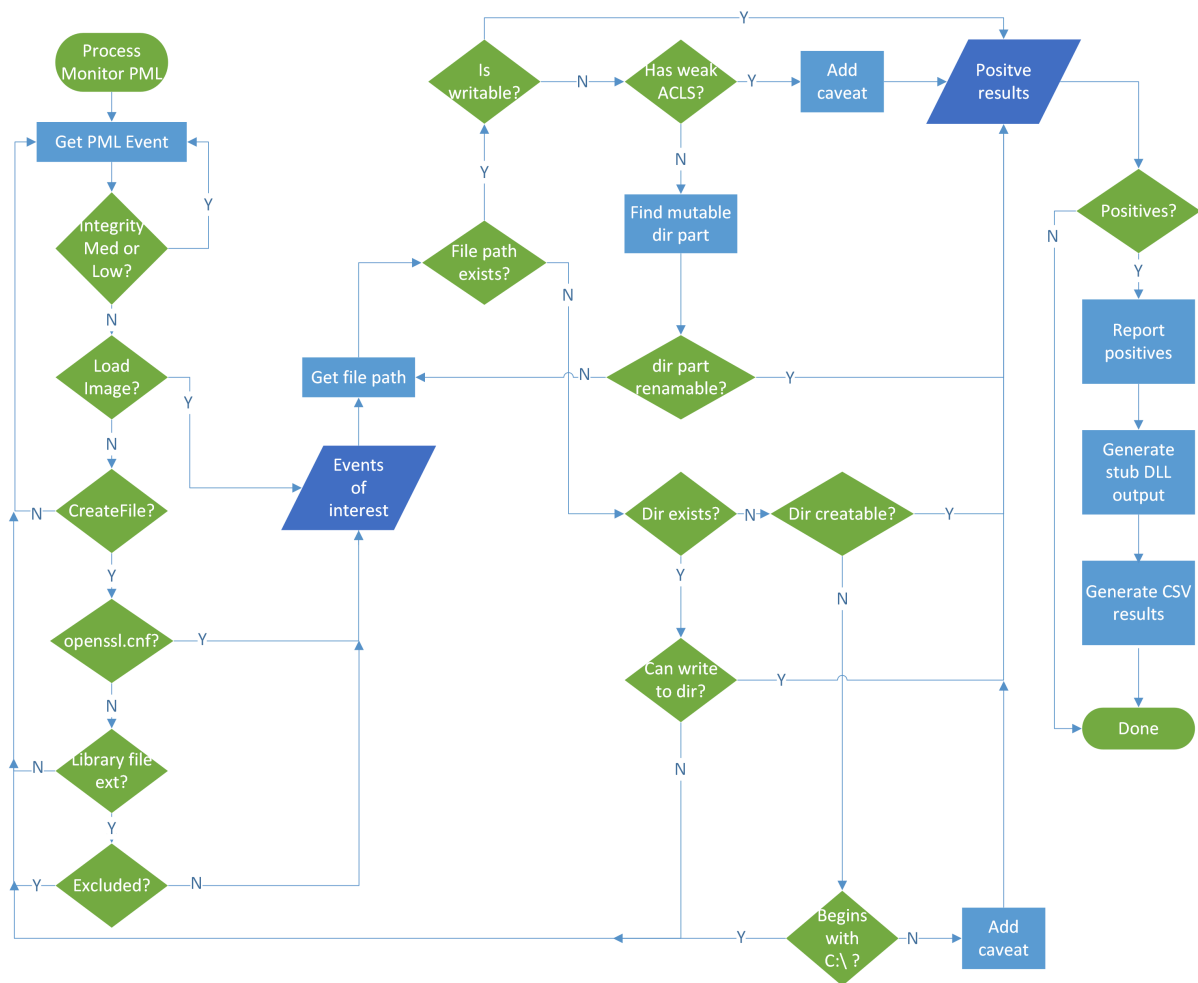 Process
Monitor PML
Get PML Event
Y
Integrity
Med or
Low?
N
Load
Image?
Y
N
CreateFile?
N
Y
openssl.cnf?
Y
N
Library file
ext?
N
Y
Excluded?
Y
N
Events
of
interest
Get file path
File path
exists?
Y
N
Is
writable?
Y
N
Has weak
ACLS?
Y
N
Add
caveat
Find mutable
dir part
dir part
renamable?
N
Y
Dir exists?
N
Y
Dir creatable?
Y
N
Can write
to dir?
Y
N
Begins
with
C:\ ?
Y
N
Add
caveat
Positve
results
Positives?
N
Y
Report
positives
Generate
stub DLL
output
Generate CSV
results
Done